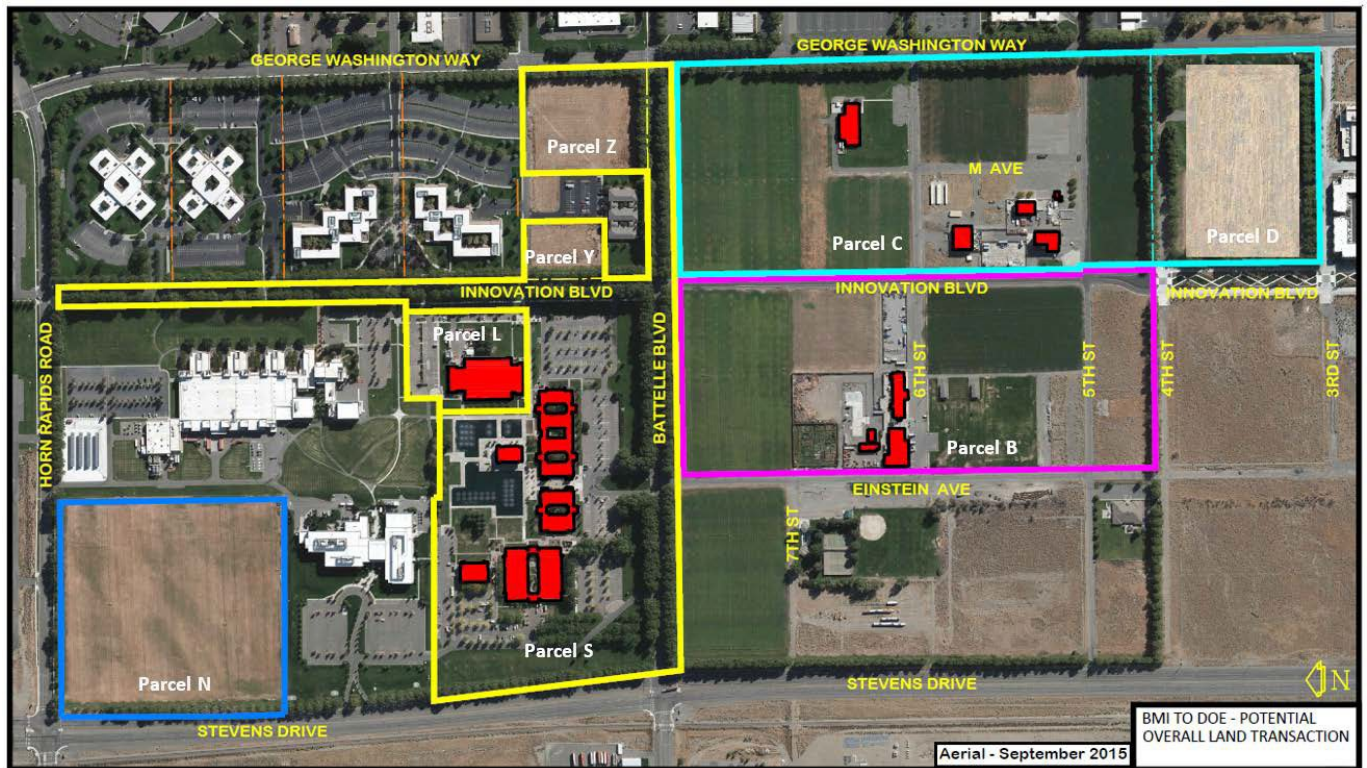 GEORGE WASHINGTON WAY
GEORGE WASHINGTON WAY
Parcel Z
M AVE
Parcel C
Parcel D
Parcel Y
INNOVATION BLVD
INNOVATION BLVD
INNOVATION BLVD
Parcel L
HORN RAPIDS ROAD
BATTELLE BLVD
6TH ST
5TH ST
4TH ST
3RD ST
Parcel B
EINSTEIN AVE
7TH ST
Parcel S
Parcel N
STEVENS DRIVE
STEVENS DRIVE
N
BMI TO DOE - POTENTIAL
OVERALL LAND TRANSACTION
Aerial - September 2015